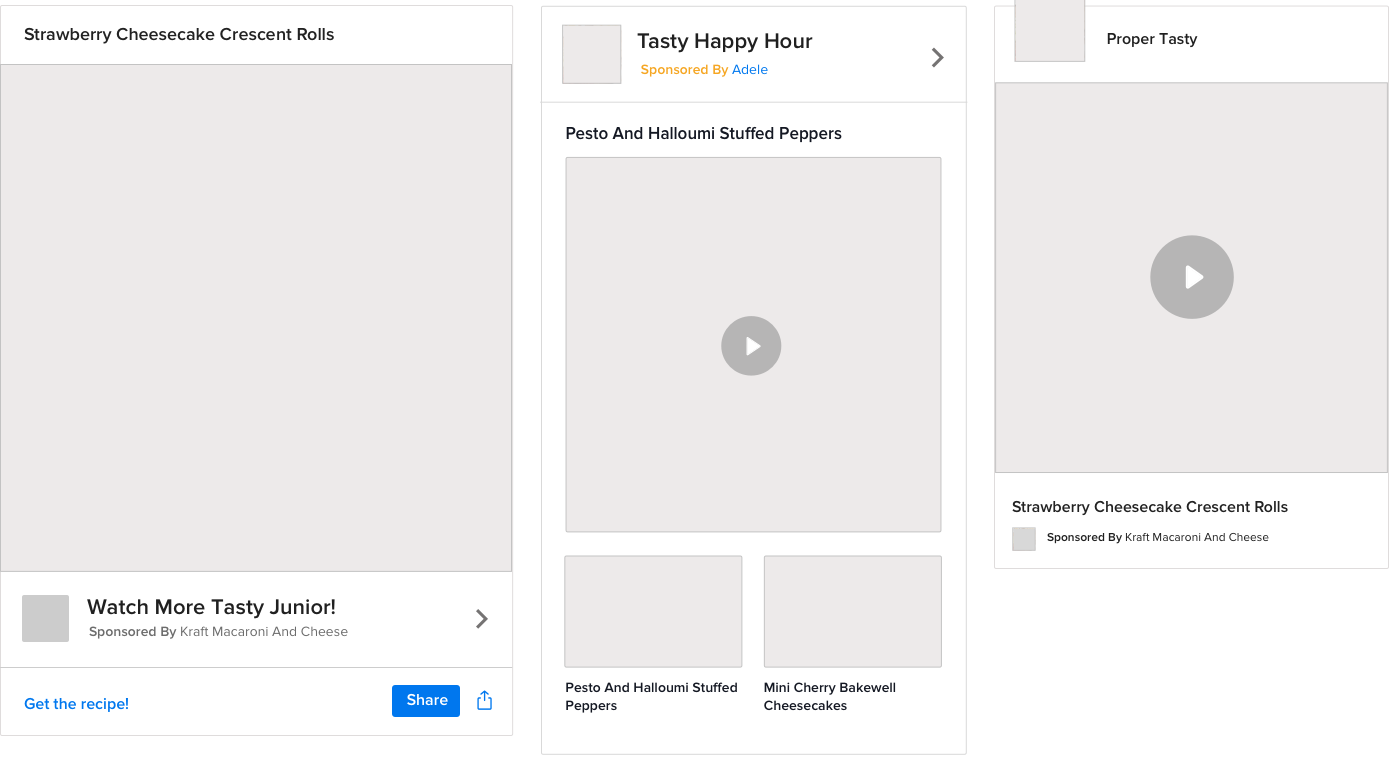 Strawberry Cheesecake Crescent Rolls
Watch More Tasty Junior!
Sponsored By Kraft Macaroni And Cheese
Get the recipe!
Share
Tasty Happy Hour
Sponsored By Adele
Pesto And Halloumi Stuffed Peppers
Pesto And Halloumi Stuffed
Peppers
Mini Cherry Bakewell
Cheesecakes
Proper Tasty
Strawberry Cheesecake Crescent Rolls
Sponsored By Kraft Macaroni And Cheese